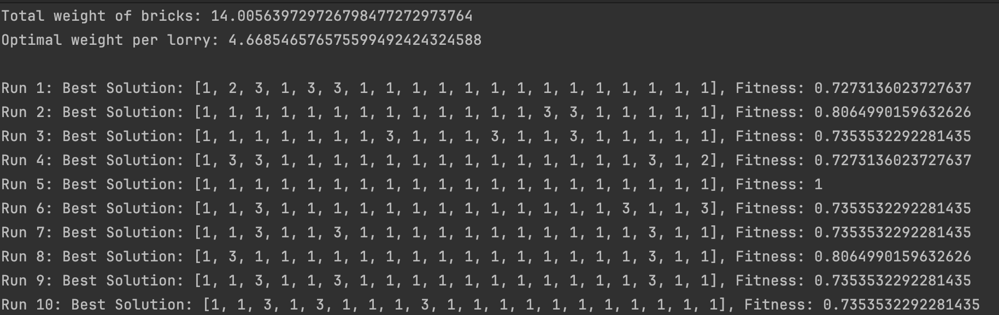 Total weight of bricks: 14.0056397297267984772729737​64
Optimal weight per lorry: 4.668546576575599492424324588
Run 1: Best Solution: [1, 2, 3, 1, 3, 3, 1, 1, 1, 1, 1, 1, 1, 1, 1, 1, 1, 1, 1, 1], Fitness: 0.7273136023727637
Run 2: Best Solution: [1, 1, 1, 1, 1, 1, 1, 1, 1, 1, 1, 1, 1, 3, 3, 1, 1, 1, 1, 1], Fitness: 0.8064990159632626
Run 3: Best Solution: [1, 1, 1, 1, 1, 1, 1, 3, 1, 1, 1, 3, 1, 1, 3, 1, 1, 1, 1, 1], Fitness: 0.7353532292281435
Run 4: Best Solution: [1, 3, 3, 1, 1, 1, 1, 1, 1, 1, 1, 1, 1, 1, 1, 1, 1, 3, 1, 2], Fitness: 0.7273136023727637
Run 5: Best Solution: [1, 1, 1, 1, 1, 1, 1, 1, 1, 1, 1, 1, 1, 1, 1, 1, 1, 1, 1, 1], Fitness: 1
Run 6: Best Solution: [1, 1, 3, 1, 1, 1, 1, 1, 1, 1, 1, 1, 1, 1, 1, 1, 3, 1, 1, 3], Fitness: 0.7353532292281435
Run 7: Best Solution: [1, 1, 3, 1, 1, 3, 1, 1, 1, 1, 1, 1, 1, 1, 1, 1, 1, 3, 1, 1], Fitness: 0.7353532292281435
Run 8: Best Solution: [1, 3, 1, 1, 1, 1, 1, 1, 1, 1, 1, 1, 1, 1, 1, 1, 1, 3, 1, 1], Fitness: 0.8064990159632626
Run 9: Best Solution: [1, 1, 3, 1, 1, 3, 1, 1, 1, 1, 1, 1, 1, 1, 1, 1, 1, 3, 1, 1], Fitness: 0.7353532292281435
Run 10: Best Solution: [1, 1, 3, 1, 3, 1, 1, 1, 3, 1, 1, 1, 1, 1, 1, 1, 1, 1, 1, 1], Fitness: 0.7353532292281435